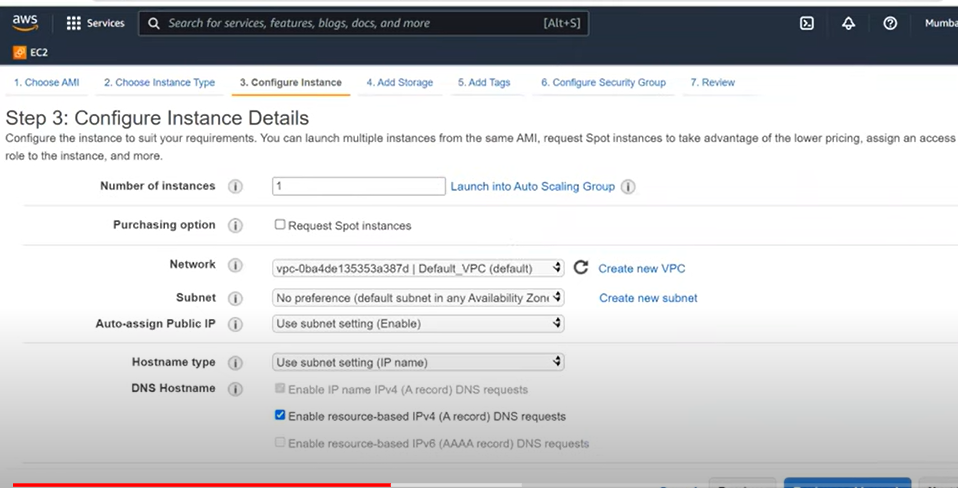 aws
Services
Search for services, features, blogs, docs, and more
[Alt+S]
Mumba
EC2
1. Choose AMI 2. Choose Instance Type 3. Configure Instance 4. Add Storage 5. Add Tags 6. Configure Security Group 7. Review
Step 3: Configure Instance Details
Configure the instance to suit your requirements. You can launch multiple instances from the same AMI, request Spot instances to take advantage of the lower pricing, assign an access
role to the instance, and more.
Number of instances 1 Launch into Auto Scaling Group
Purchasing option Request Spot instances
Network vpc-0ba4de135353a387d | Default_VPC (default) Create new VPC
Subnet No preference (default subnet in any Availability Zon Create new subnet
Auto-assign Public IP Use subnet setting (Enable)
Hostname type Use subnet setting (IP name)
DNS Hostname Enable IP name IPv4 (A record) DNS requests
Enable resource-based IPv4 (A record) DNS requests
Enable resource-based IPv6 (AAAA record) DNS requests